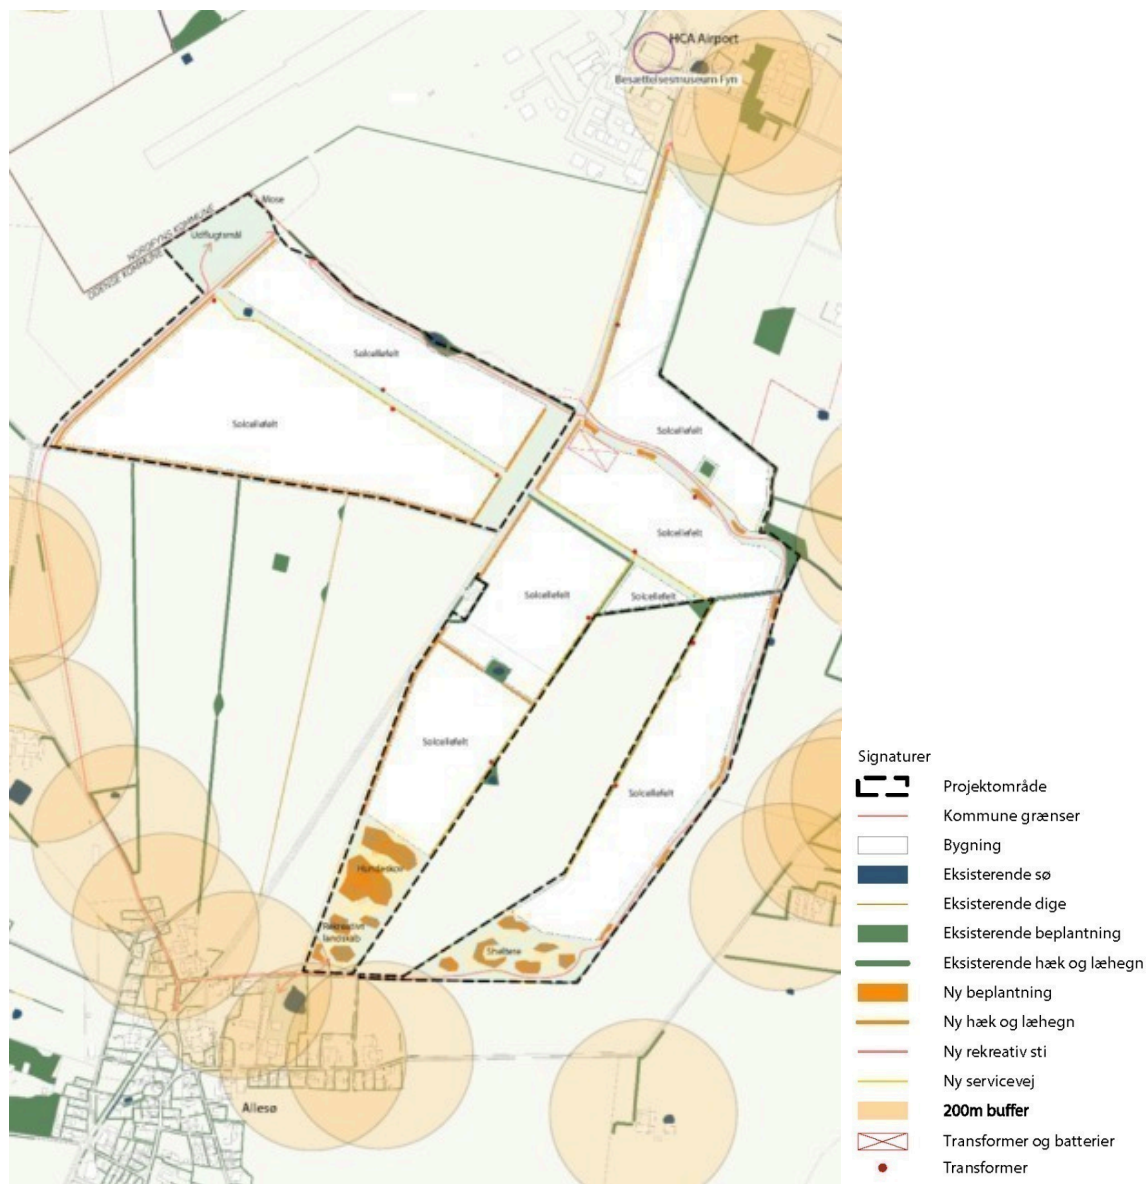 HCA Airport
Besættelsesmuseum Fyn
Mose
NORDFYNS KOMMUNE
Udflugtsmål
ODENSE KOMMUNE
Solcellefelt
Solcellefelt
Solcellefelt
Solcellefelt
Solcellefelt
Solcellefelt
Solcellefelt
Solcellefelt
Hundeskov
Rekreativt
landskab
Shelters
Allesø
Signaturer
Projektområde
Kommune grænser
Bygning
Eksisterende sø
Eksisterende dige
Eksisterende beplantning
Eksisterende hæk og læhegn
Ny beplantning
Ny hæk og læhegn
Ny rekreativ sti
Ny servicevej
200m buffer
Transformer og batterier
Transformer